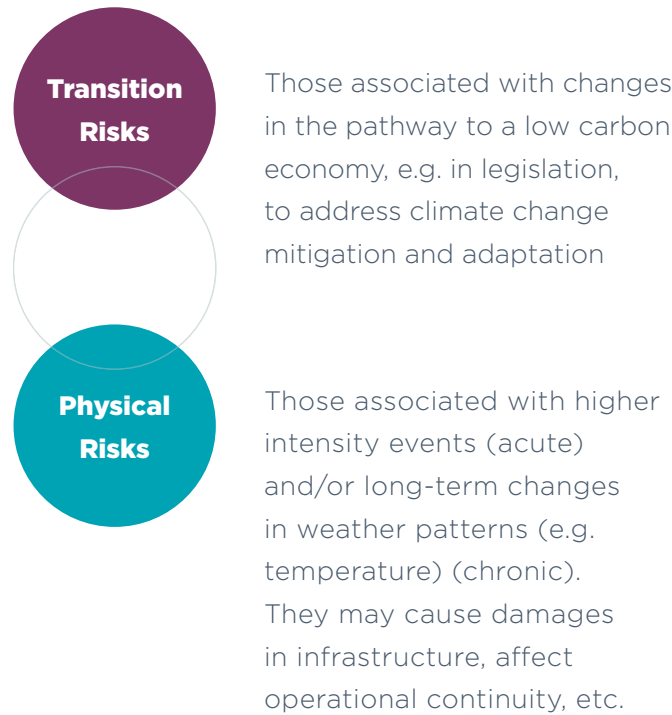 Transition
Risks
Those associated with changes
in the pathway to a low carbon
economy, e.g. in legislation,
to address climate change
mitigation and adaptation
Physical
Risks
Those associated with higher
intensity events (acute)
and/or long-term changes
in weather patterns (e.g.
temperature) (chronic).
They may cause damages
in infrastructure, affect
operational continuity, etc.